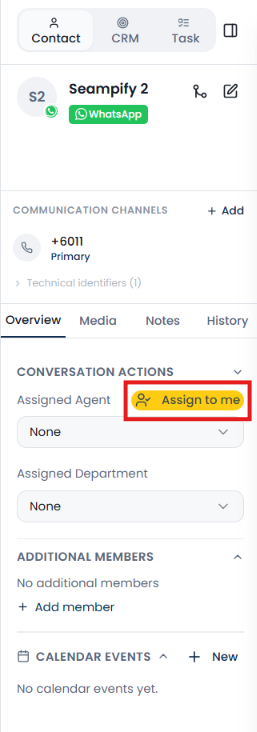 Contact
CRM
Task
S2
Seampify 2
WhatsApp
COMMUNICATION CHANNELS
+ Add
+6011
Primary
> Technical identifiers (1)
Overview
Media
Notes
History
CONVERSATION ACTIONS
Assigned Agent
Assign to me
None
Assigned Department
None
ADDITIONAL MEMBERS
No additional members
+ Add member
CALENDAR EVENTS
+ New
No calendar events yet.